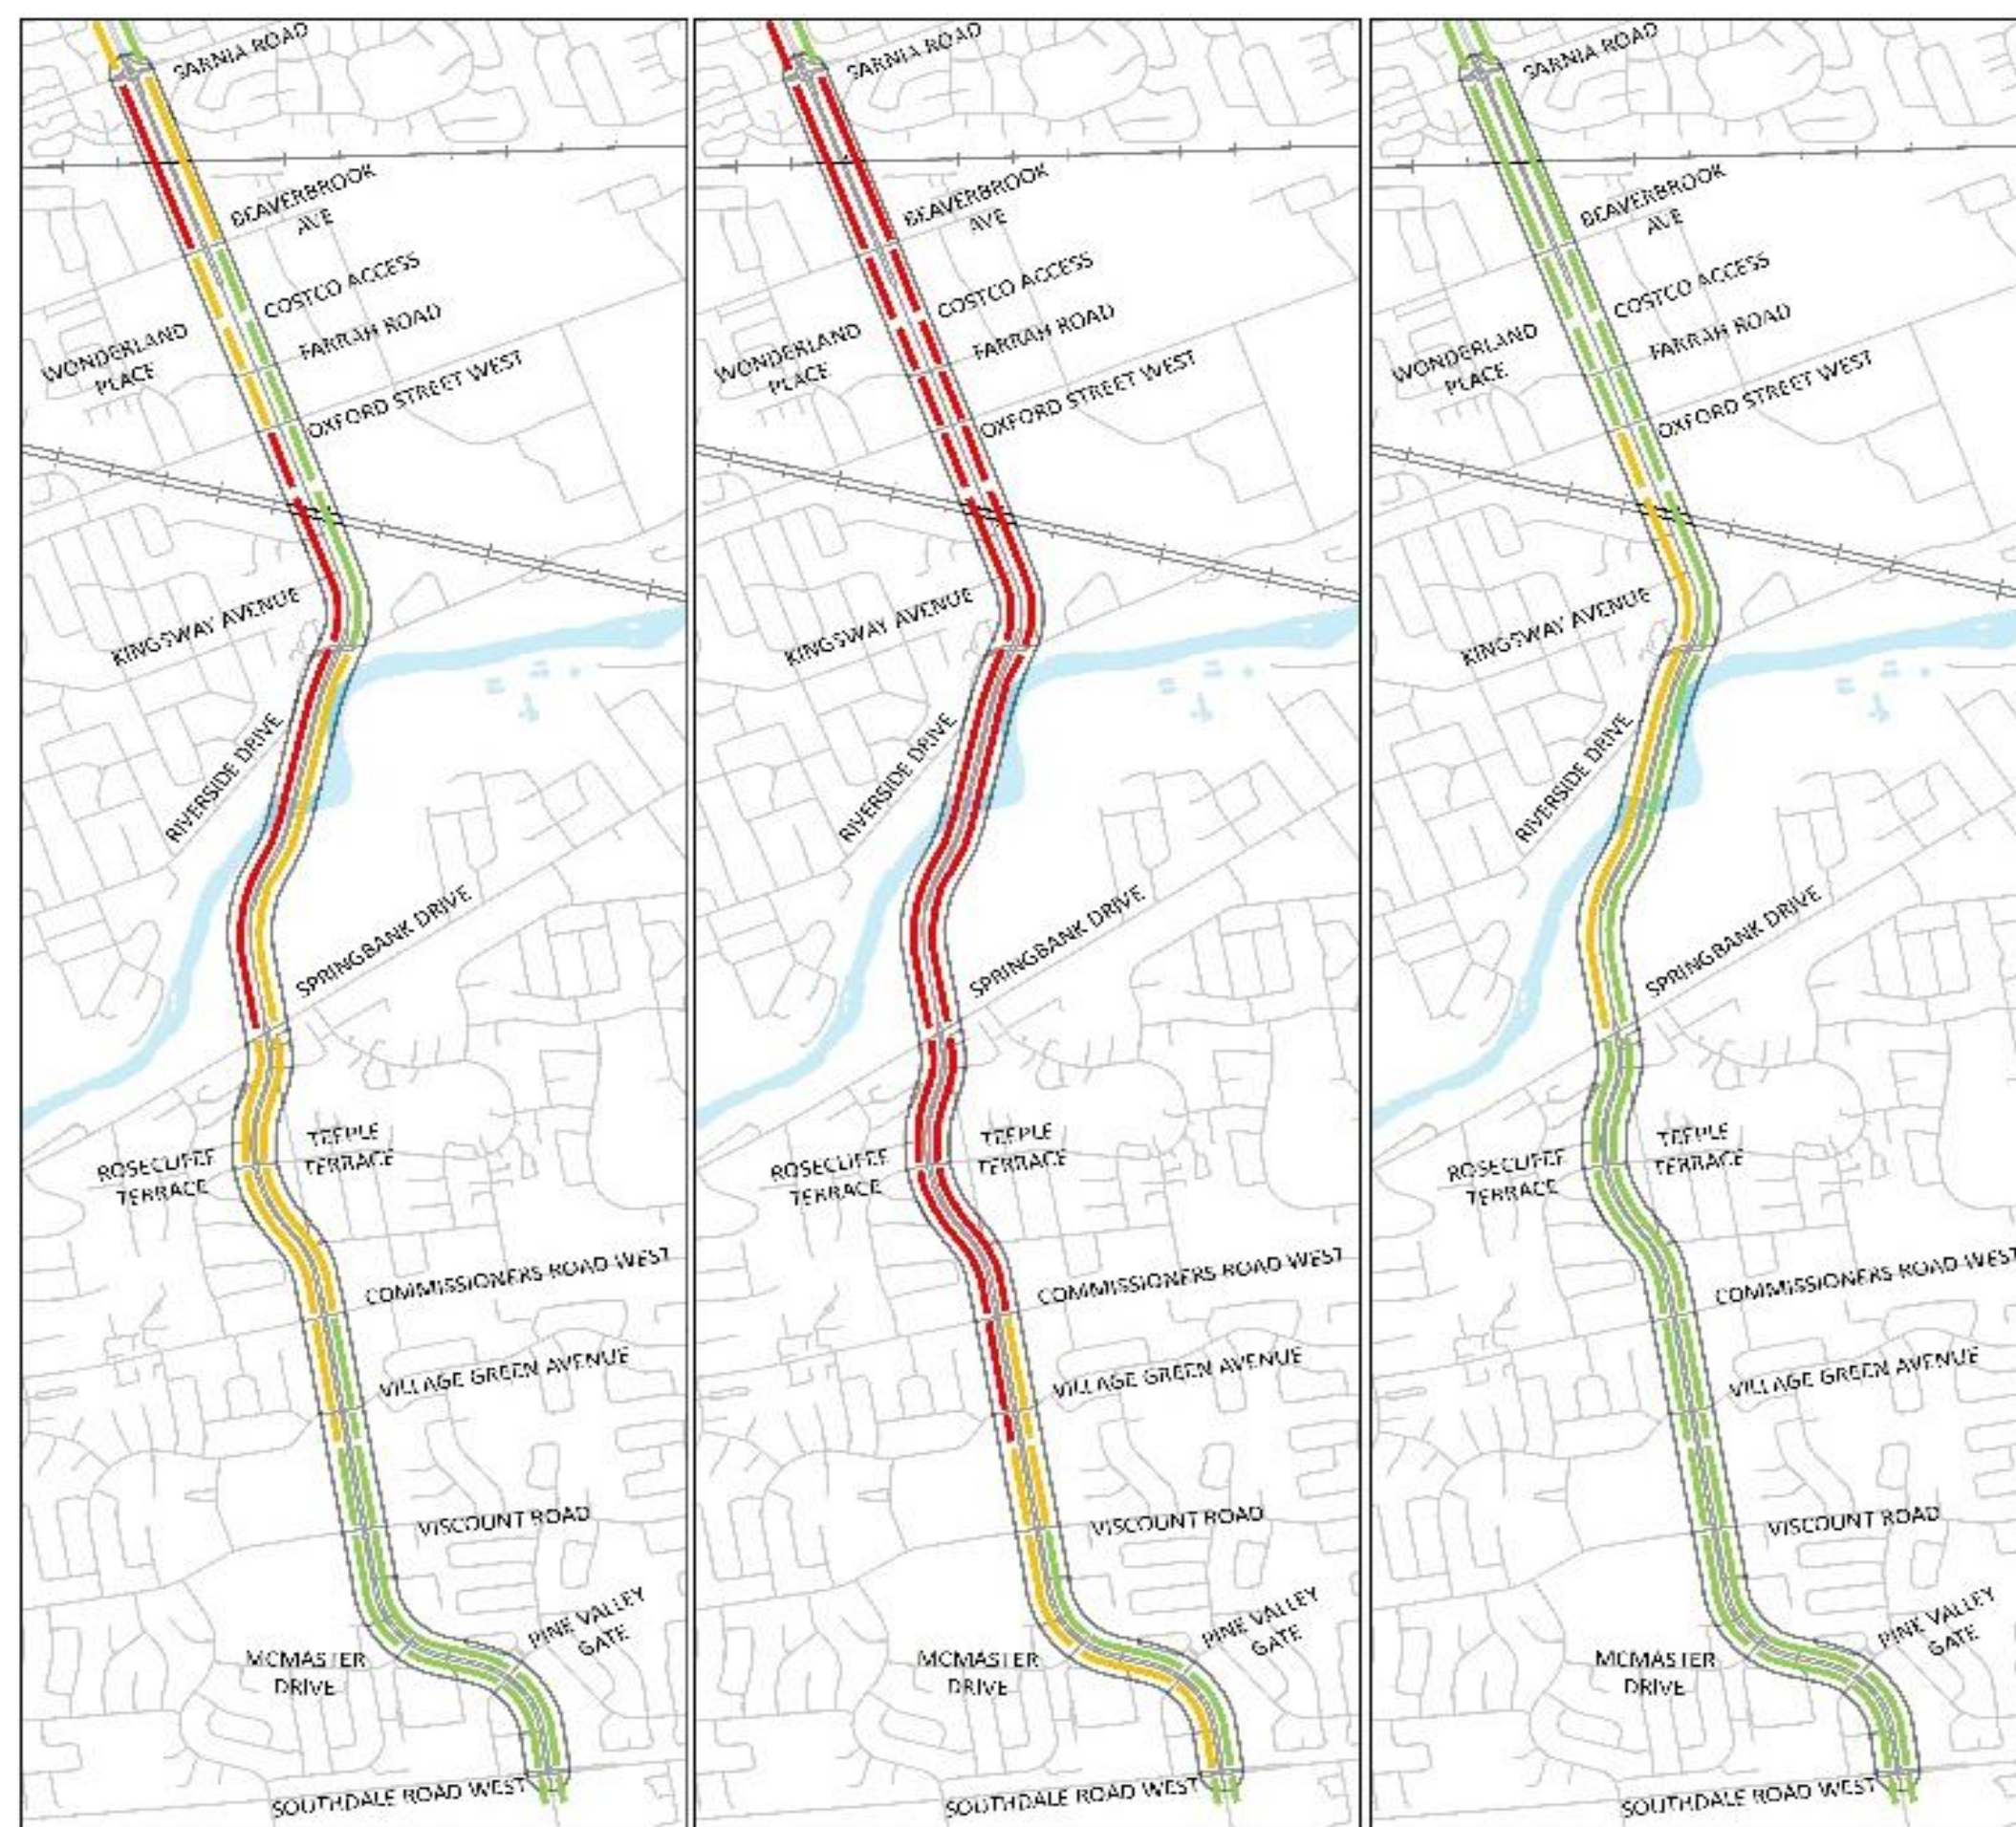 SARNIA ROAD
BEAVERBROOK
AVE
COSTCO ACCESS
FARRAH ROAD
WONDERLAND
PLACE
OXFORD STREET WEST
KINGSWAY AVENUE
RIVERSIDE DRIVE
SPRINGBANK DRIVE
TEEPLE
TERRACE
ROSECLIFFE
TERRACE
COMMISSIONERS ROAD WEST
VILLAGE GREEN AVENUE
VISCOUNT ROAD
PINE VALLEY
GATE
MCMASTER
DRIVE
SOUTHDALE ROAD WEST
SARNIA ROAD
BEAVERBROOK
AVE
COSTCO ACCESS
FARRAH ROAD
WONDERLAND
PLACE
OXFORD STREET WEST
KINGSWAY AVENUE
RIVERSIDE DRIVE
SPRINGBANK DRIVE
TEEPLE
TERRACE
ROSECLIFFE
TERRACE
COMMISSIONERS ROAD WEST
VILLAGE GREEN AVENUE
VISCOUNT ROAD
PINE VALLEY
GATE
MCMASTER
DRIVE
SOUTHDALE ROAD WEST
SARNIA ROAD
BEAVERBROOK
AVE
COSTCO ACCESS
FARRAH ROAD
WONDERLAND
PLACE
OXFORD STREET WEST
KINGSWAY AVENUE
RIVERSIDE DRIVE
SPRINGBANK DRIVE
TEEPLE
TERRACE
ROSECLIFFE
TERRACE
COMMISSIONERS ROAD WEST
VILLAGE GREEN AVENUE
VISCOUNT ROAD
PINE VALLEY
GATE
MCMASTER
DRIVE
SOUTHDALE ROAD WEST